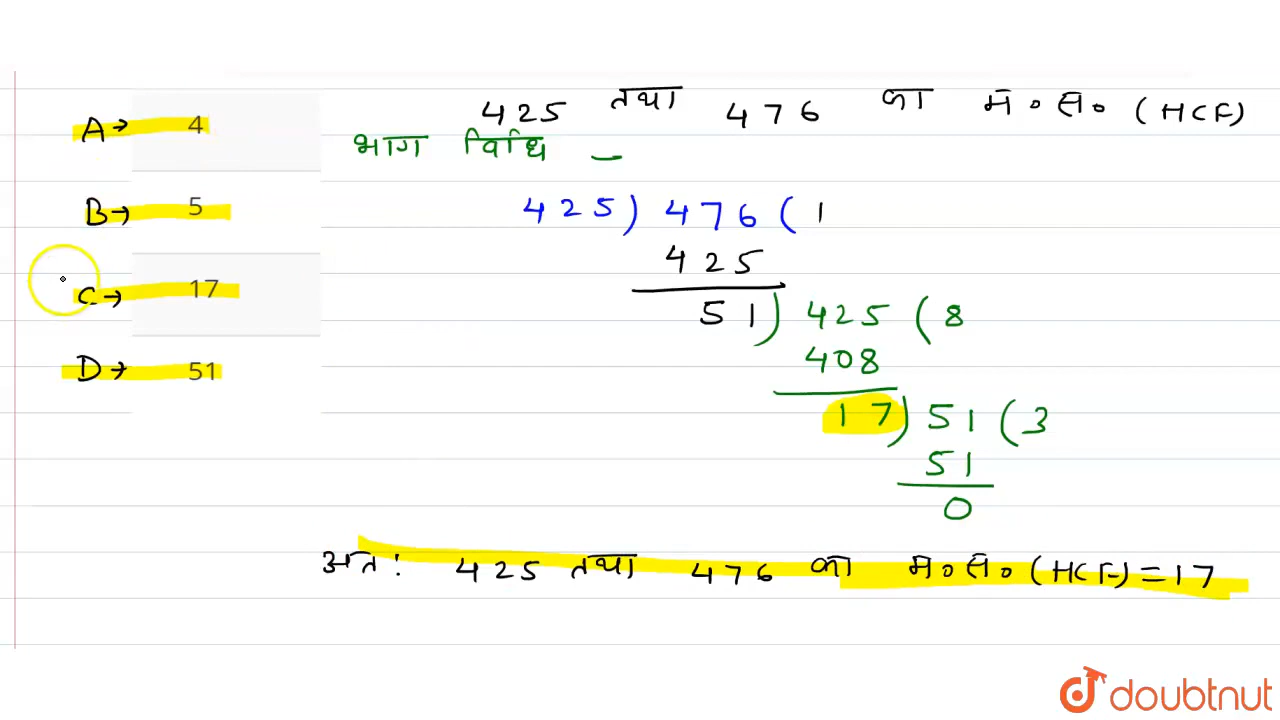 425 तथा 476 का म॰स॰ (HCF)
भाग विधि –
A→ 4
B→ 5
C→ 17
D→ 51
425) 476 (1
425
51) 425 (8
408
17) 51 (3
51
0
अतः 425 तथा 476 का म॰स॰ (HCF) = 17
doubtnut